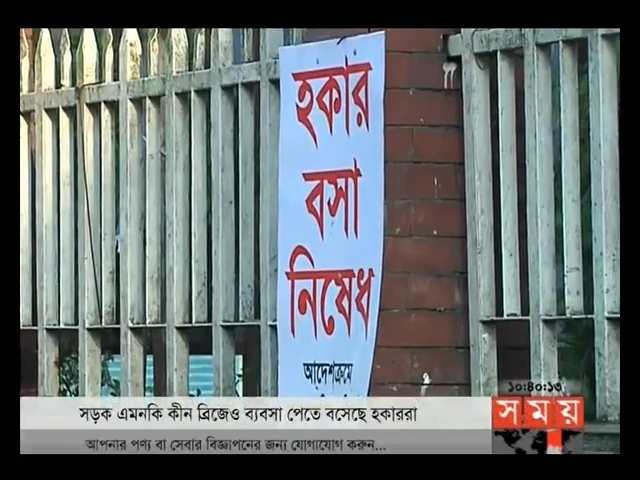 হকার
বসা
নিষেধ
আদেশক্রমে
১০:৪০:১৩
সময়
সড়ক এমনকি কীন ব্রিজেও ব্যবসা পেতে বসেছে হকাররা
আপনার পণ্য বা সেবার বিজ্ঞাপনের জন্য যোগাযোগ করুন...